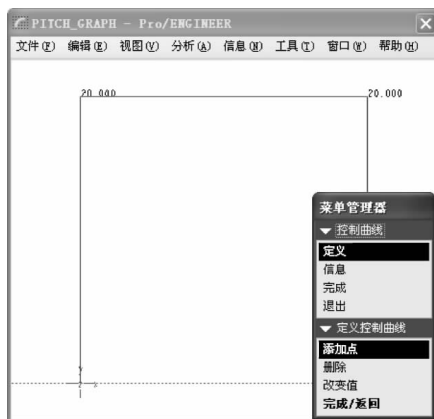 PITCH_GRAPH - Pro/ENGINEER
文件(F) 编辑(E) 视图(V) 分析(A) 信息(N) 工具(T) 窗口(W) 帮助(H)
20.000 20.000
菜单管理器
控制曲线
定义
信息
完成
退出
定义控制曲线
添加点
删除
改变值
完成/返回